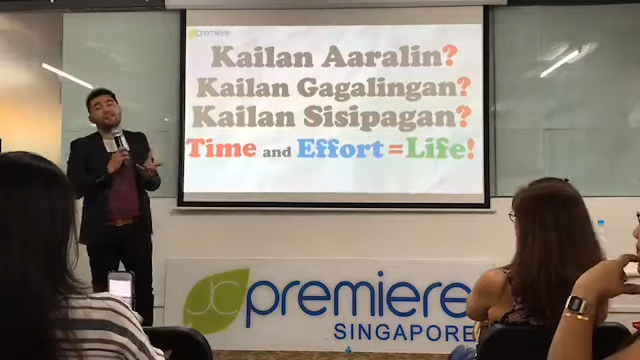 premiere
Kailan Aaralin?
Kailan Gagalingan?
Kailan Sisipagan?
Time and Effort = Life!
JC premiere
SINGAPORE